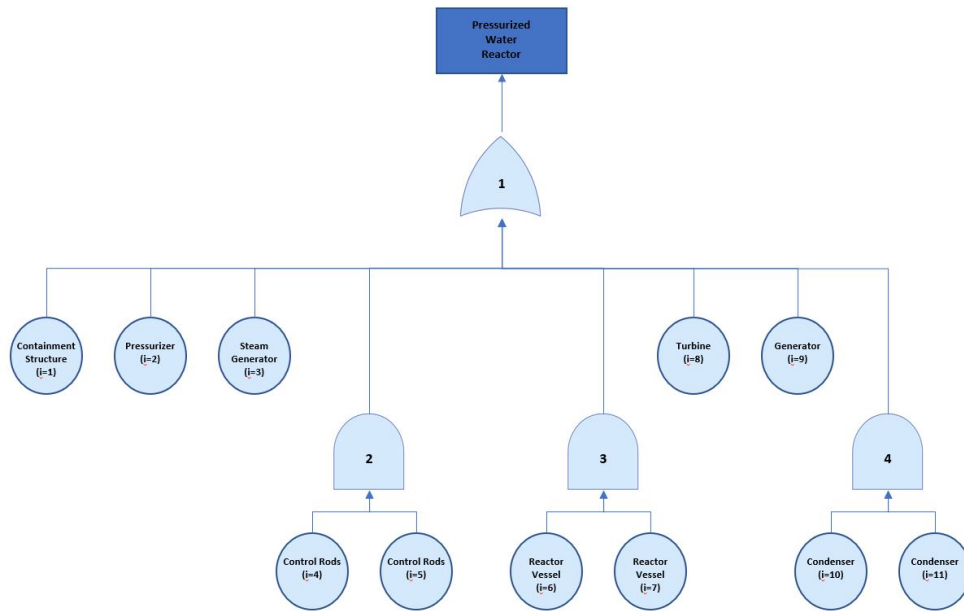 Pressurized
Water
Reactor
1
Containment
Structure
(i=1)
Pressurizer
(i=2)
Steam
Generator
(i=3)
Turbine
(i=8)
Generator
(i=9)
2
3
4
Control Rods
(i=4)
Control Rods
(i=5)
Reactor
Vessel
(i=6)
Reactor
Vessel
(i=7)
Condenser
(i=10)
Condenser
(i=11)